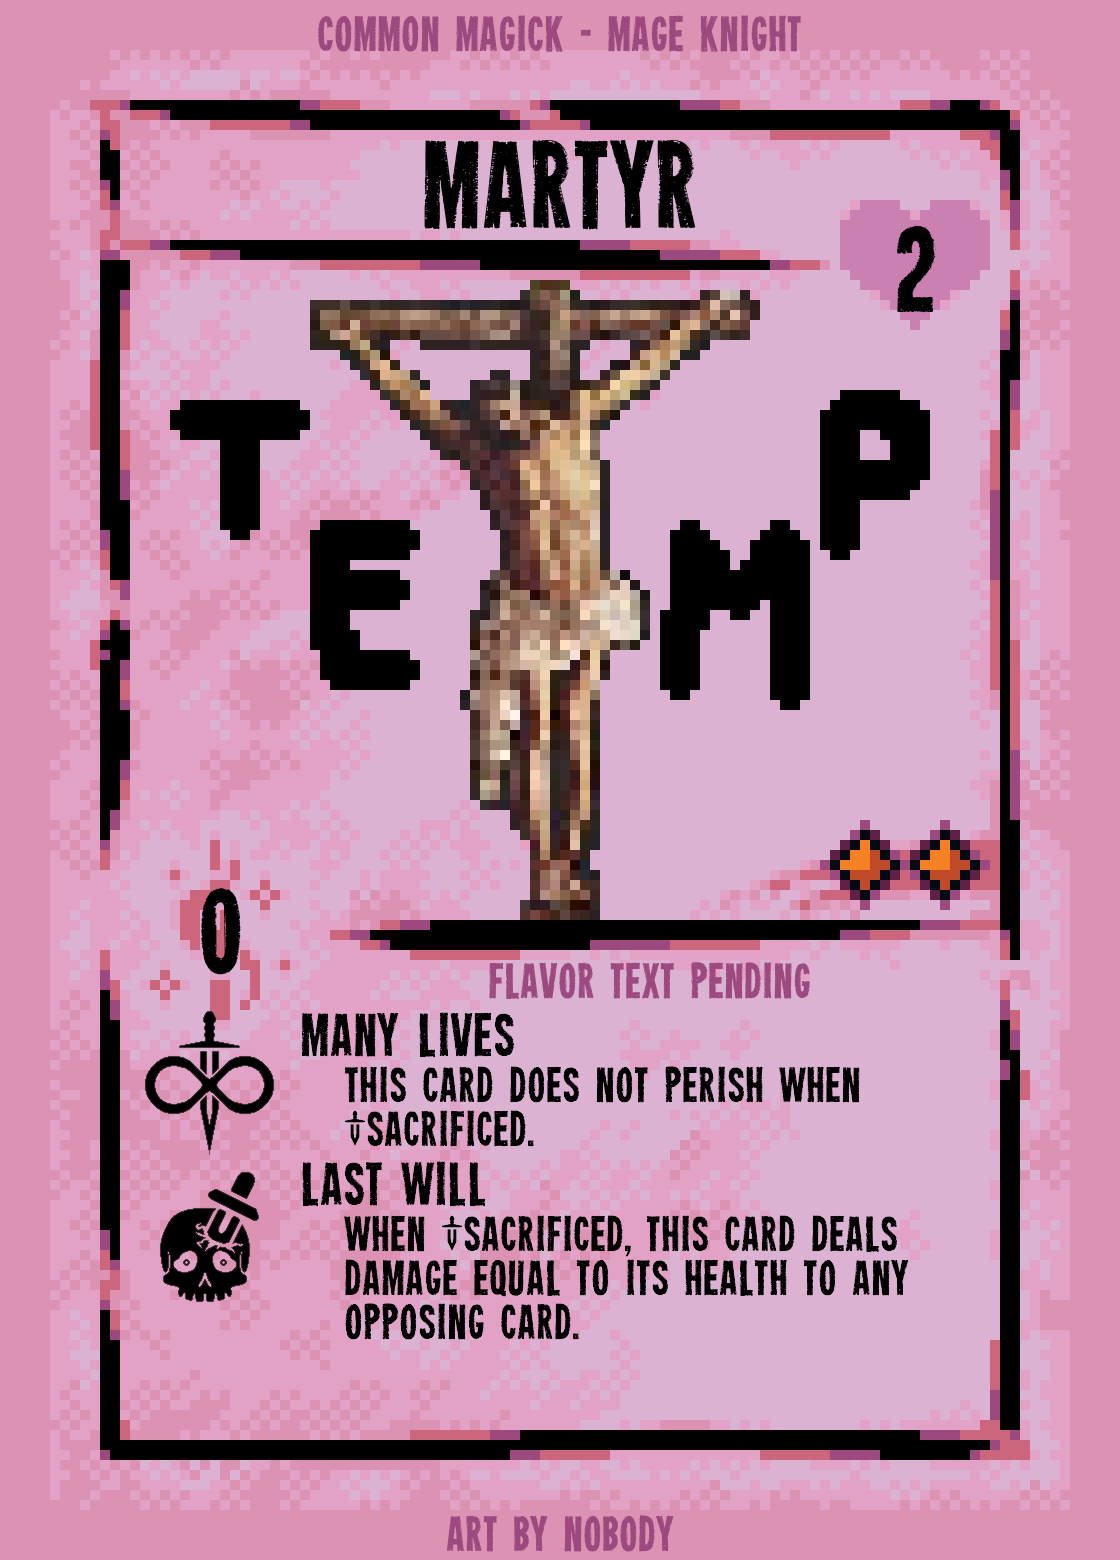 COMMON MAGICK - MAGE KNIGHT
MARTYR
2
TEMP
0
FLAVOR TEXT PENDING
MANY LIVES
THIS CARD DOES NOT PERISH WHEN
SACRIFICED.
LAST WILL
WHEN SACRIFICED, THIS CARD DEALS
DAMAGE EQUAL TO ITS HEALTH TO ANY
OPPOSING CARD.
ART BY NOBODY